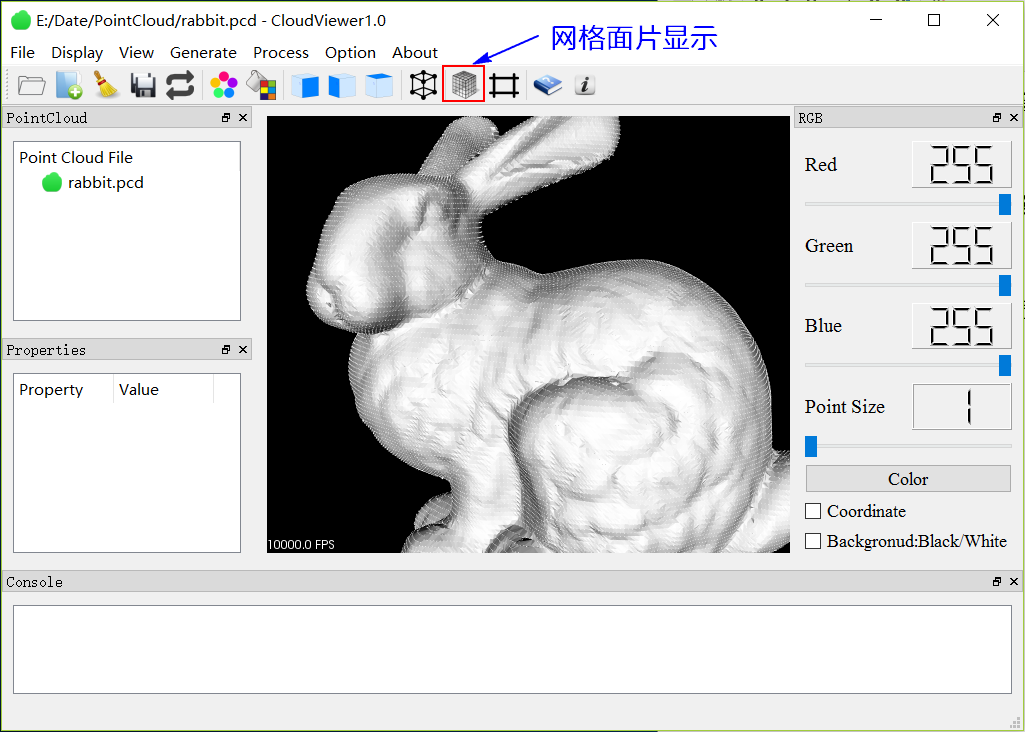 E:/Date/PointCloud/rabbit.pcd - CloudViewer1.0
网格面片显示
File Display View Generate Process Option About
PointCloud
RGB
Point Cloud File
rabbit.pcd
Red 255
Green 255
Blue 255
Properties
Property Value
Point Size 1
Color
Coordinate
Backgronud:Black/White
10000.0 FPS
Console